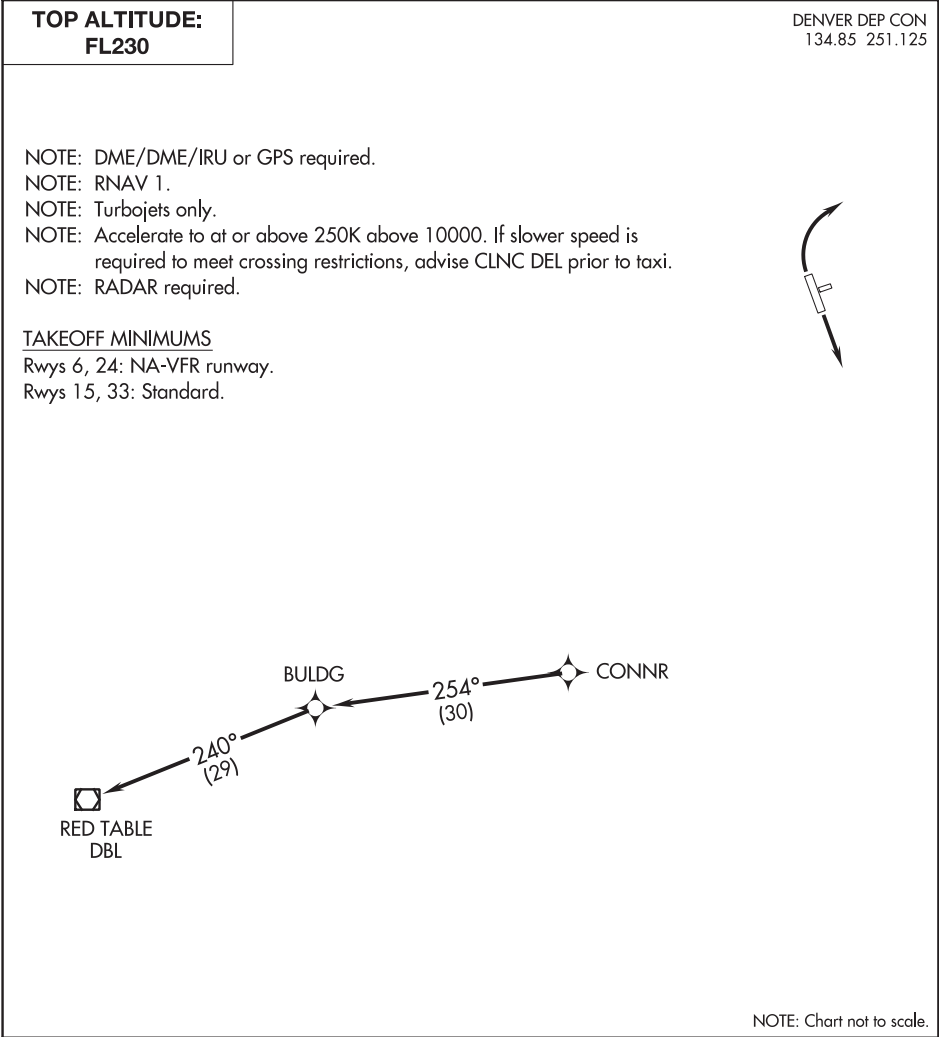 TOP ALTITUDE:
FL230
DENVER DEP CON
134.85 251.125
NOTE: DME/DME/IRU or GPS required.
NOTE: RNAV 1.
NOTE: Turbojets only.
NOTE: Accelerate to at or above 250K above 10000. If slower speed is
required to meet crossing restrictions, advise CLNC DEL prior to taxi.
NOTE: RADAR required.
TAKEOFF MINIMUMS
Rwys 6, 24: NA-VFR runway.
Rwys 15, 33: Standard.
BULDG
254°
(30)
CONNR
240°
(29)
RED TABLE
DBL
NOTE: Chart not to scale.